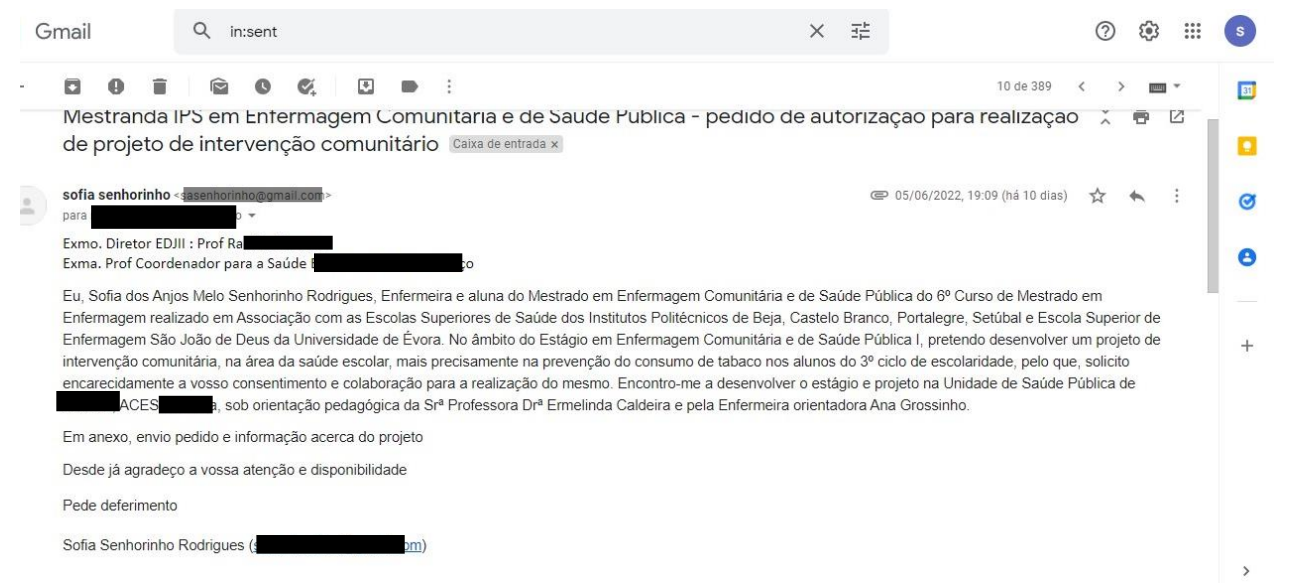 Gmail
in:sent
10 de 389
31
Mestranda IPS em Enfermagem Comunitária e de Saúde Pública - pedido de autorização para realização
de projeto de intervenção comunitário Caixa de entrada x
sofia senhorinho <sasenhorinho@gmail.com> 05/06/2022, 19:09 (há 10 dias)
para
Exmo. Diretor EDJII : Prof Ra
Exma. Prof Coordenador para a Saúde ço
Eu, Sofia dos Anjos Melo Senhorinho Rodrigues, Enfermeira e aluna do Mestrado em Enfermagem Comunitária e de Saúde Pública do 6º Curso de Mestrado em
Enfermagem realizado em Associação com as Escolas Superiores de Saúde dos Institutos Politécnicos de Beja, Castelo Branco, Portalegre, Setúbal e Escola Superior de
Enfermagem São João de Deus da Universidade de Évora. No âmbito do Estágio em Enfermagem Comunitária e de Saúde Pública I, pretendo desenvolver um projeto de
intervenção comunitária, na área da saúde escolar, mais precisamente na prevenção do consumo de tabaco nos alunos do 3º ciclo de escolaridade, pelo que, solicito
encarecidamente a vosso consentimento e colaboração para a realização do mesmo. Encontro-me a desenvolver o estágio e projeto na Unidade de Saúde Pública de
ACES a, sob orientação pedagógica da Srª Professora Drª Ermelinda Caldeira e pela Enfermeira orientadora Ana Grossinho.
Em anexo, envio pedido e informação acerca do projeto
Desde já agradeço a vossa atenção e disponibilidade
Pede deferimento
Sofia Senhorinho Rodrigues (s om)